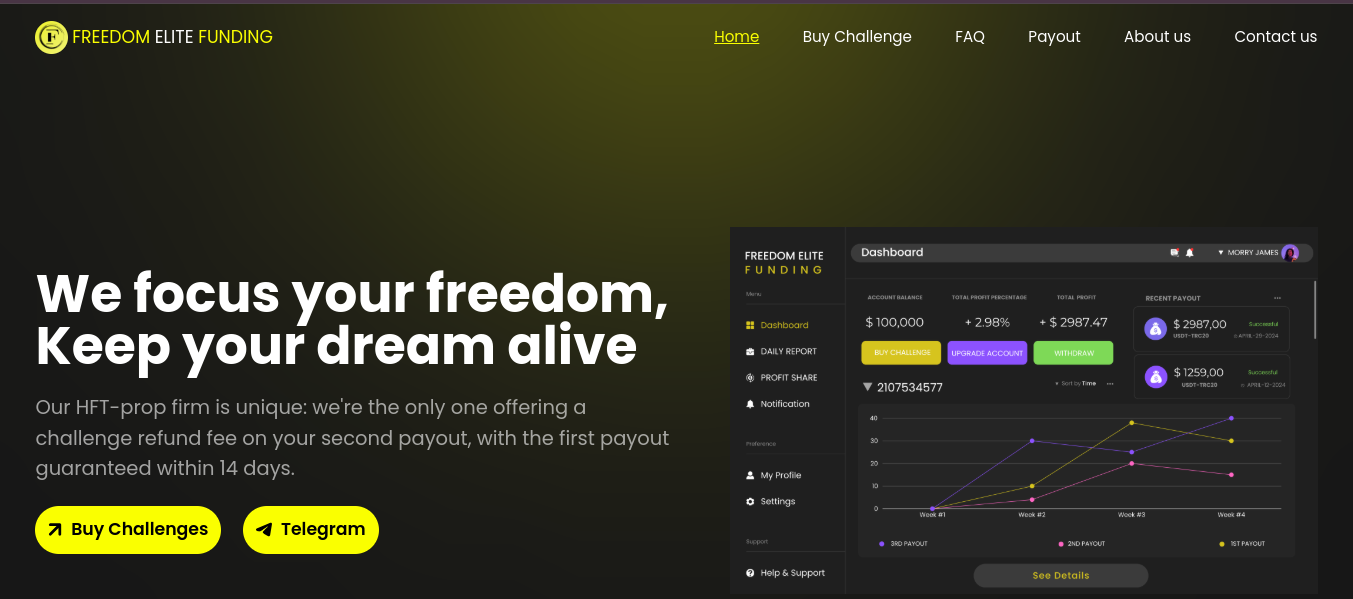 FREEDOM ELITE FUNDING
Home Buy Challenge FAQ Payout About us Contact us
We focus your freedom,
Keep your dream alive
Our HFT-prop firm is unique: we're the only one offering a
challenge refund fee on your second payout, with the first payout
guaranteed within 14 days.
Buy Challenges Telegram
FREEDOM ELITE
FUNDING
Menu
Dashboard
DAILY REPORT
PROFIT SHARE
Notification
Preference
My Profile
Settings
Support
Help & Support
Dashboard
MORRY JAMES
ACCOUNT BALANCE TOTAL PROFIT PERCENTAGE TOTAL PROFIT
$ 100,000 + 2.98% + $ 2987.47
BUY CHALLENGE UPGRADE ACCOUNT WITHDRAW
RECENT PAYOUT ...
$ 2987,00 Successful
USDT-TRC20 APRIL-29-2024
$ 1259,00 Successful
USDT-TRC20 APRIL-12-2024
2107534577 Sort by Time ...
40
30
20
10
0
Week #1 Week #2 Week #3 Week #4
3RD PAYOUT 2ND PAYOUT 1ST PAYOUT
See Details